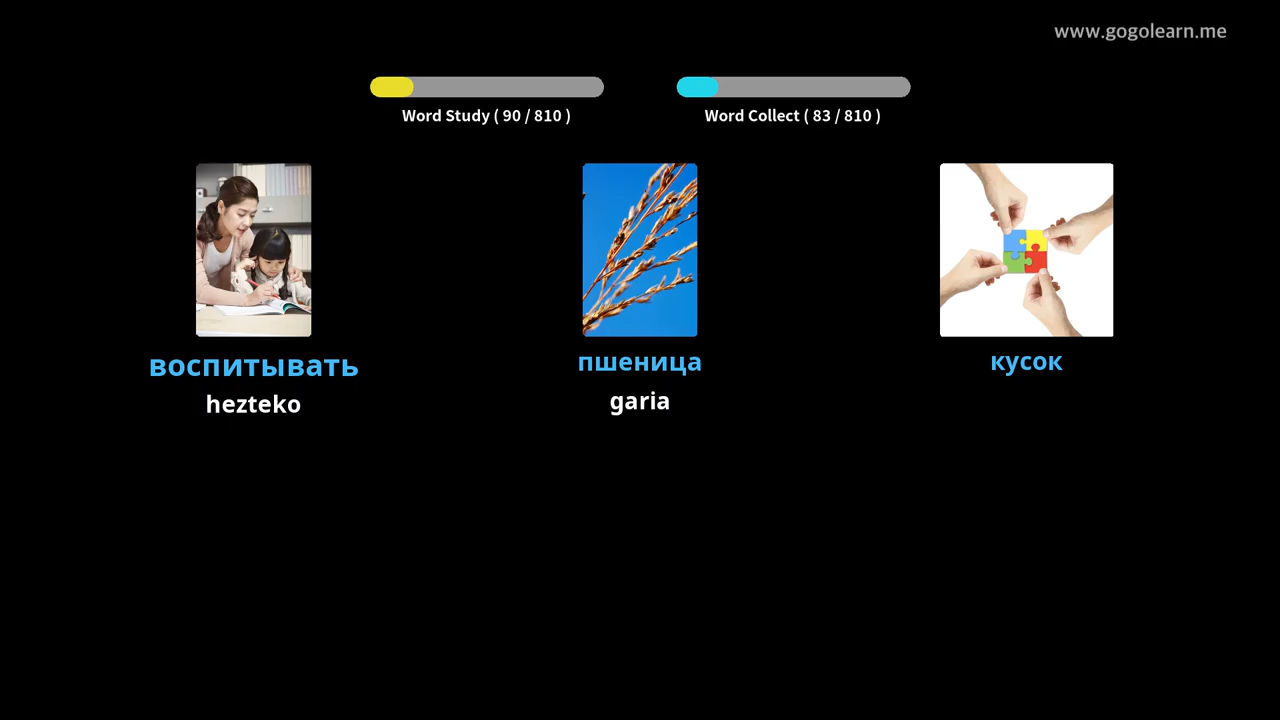 www.gogolearn.me
Word Study ( 90 / 810 )
Word Collect ( 83 / 810 )
воспитывать
hezteko
пшеница
garia
кусок